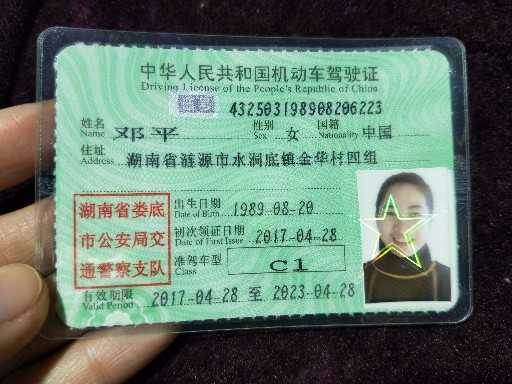 中华人民共和国机动车驾驶证
Driving License of the People's Republic of China
432503198908206223
姓名 Name 邓平 性别 Sex 女 国籍 Nationality 中国
住址 Address 湖南省涟源市水洞底镇金华村四组
湖南省娄底
市公安局交
通警察支队
出生日期 Date of Birth 1989-08-20
初次领证日期 Date of First Issue 2017-04-28
准驾车型 Class C1
有效期限 Valid Period 2017-04-28 至 2023-04-28